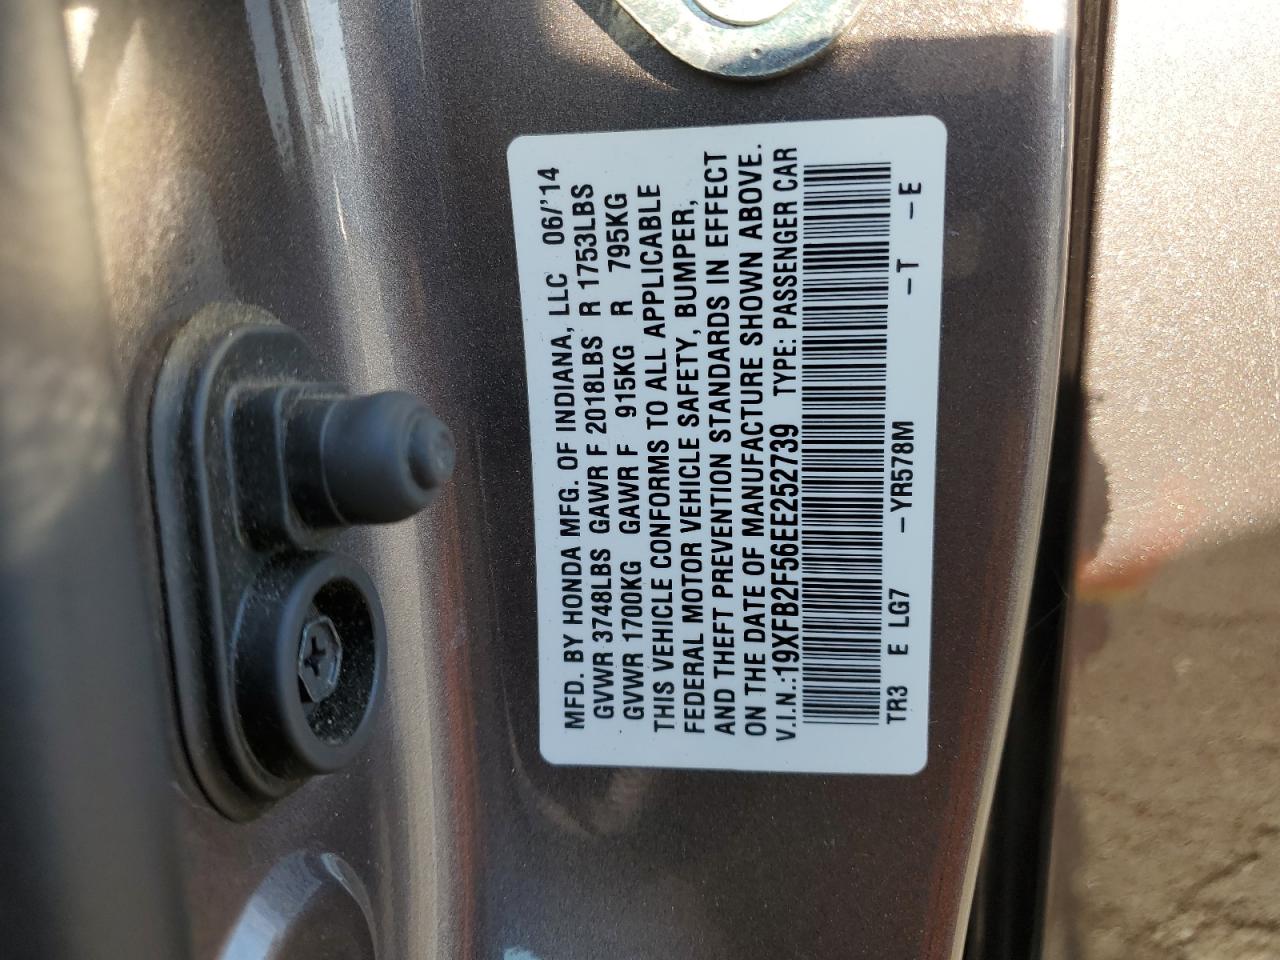 MFD. BY HONDA MFG. OF INDIANA, LLC 06/'14
GVWR 3748LBS GAWR F 2018LBS R 1753LBS
GVWR 1700KG GAWR F 915KG R 795KG
THIS VEHICLE CONFORMS TO ALL APPLICABLE
FEDERAL MOTOR VEHICLE SAFETY, BUMPER,
AND THEFT PREVENTION STANDARDS IN EFFECT
ON THE DATE OF MANUFACTURE SHOWN ABOVE.
V.I.N.:19XFB2F56EE252739 TYPE: PASSENGER CAR
TR3 E LG7 –YR578M –T –E